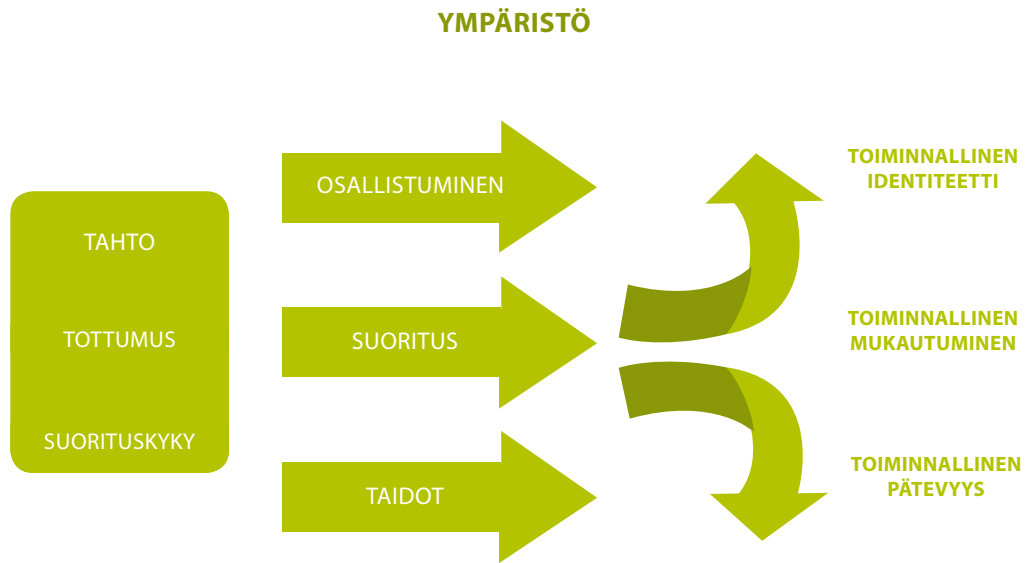 YMPÄRISTÖ
TAHTO
TOTTUMUS
SUORITUSKYKY
OSALLISTUMINEN
SUORITUS
TAIDOT
TOIMINNALLINEN
IDENTITEETTI
TOIMINNALLINEN
MUKAUTUMINEN
TOIMINNALLINEN
PÄTEVYYS